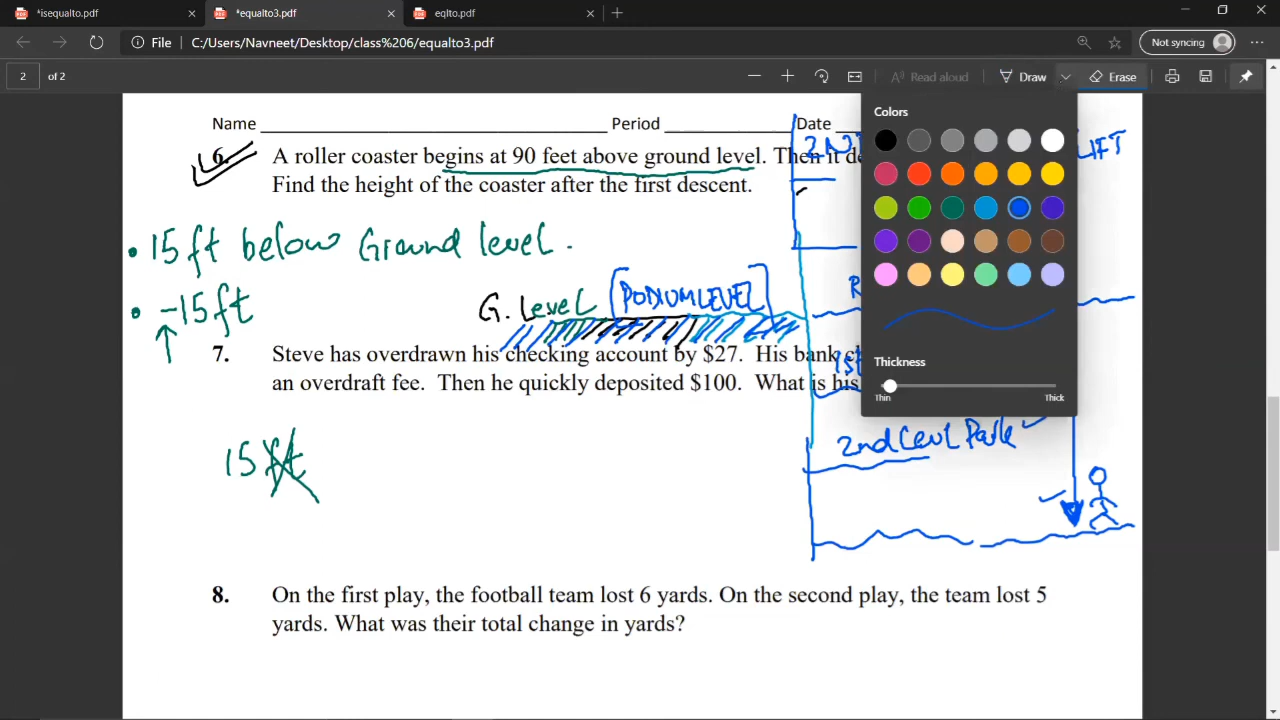 *isequalto.pdf
*equalto3.pdf
eqlto.pdf
File C:/Users/Navneet/Desktop/class%206/equalto3.pdf
Not syncing
2 of 2
Read aloud
Draw
Erase
Colors
Thickness
Thin Thick
Name Period Date
6. A roller coaster begins at 90 feet above ground level. Then it de
Find the height of the coaster after the first descent.
2N
LIFT
• 15 ft below Ground level.
• -15 ft
G. Level [PODIUM LEVEL]
R
7. Steve has overdrawn his checking account by $27. His bank c
an overdraft fee. Then he quickly deposited $100. What is his
1st
2nd Level Park
15 ft
8. On the first play, the football team lost 6 yards. On the second play, the team lost 5
yards. What was their total change in yards?